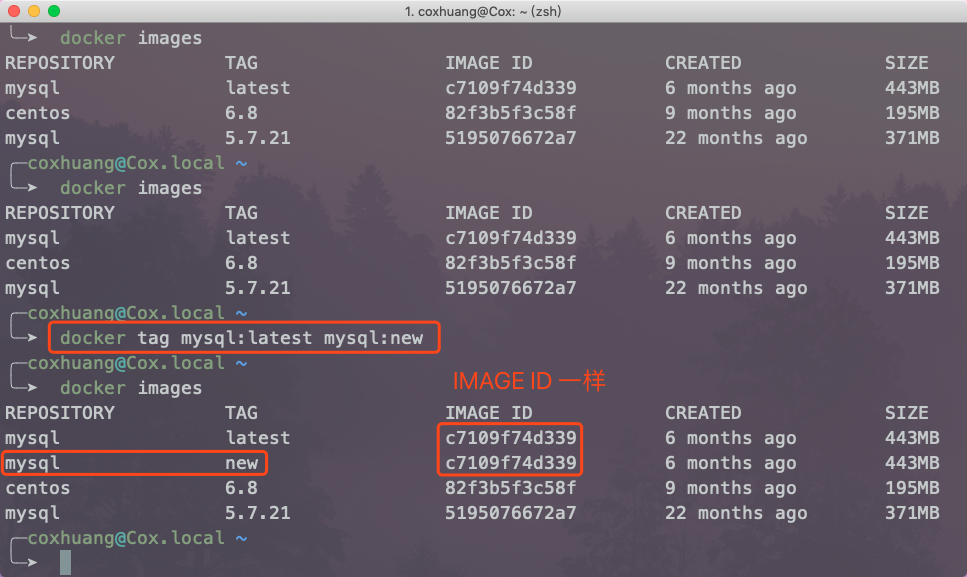 1. coxhuang@Cox: ~ (zsh)
docker images
REPOSITORY TAG IMAGE ID CREATED SIZE
mysql latest c7109f74d339 6 months ago 443MB
centos 6.8 82f3b5f3c58f 9 months ago 195MB
mysql 5.7.21 5195076672a7 22 months ago 371MB
coxhuang@Cox.local ~
docker images
REPOSITORY TAG IMAGE ID CREATED SIZE
mysql latest c7109f74d339 6 months ago 443MB
centos 6.8 82f3b5f3c58f 9 months ago 195MB
mysql 5.7.21 5195076672a7 22 months ago 371MB
coxhuang@Cox.local ~
docker tag mysql:latest mysql:new
coxhuang@Cox.local ~
docker images
IMAGE ID 一样
REPOSITORY TAG IMAGE ID CREATED SIZE
mysql latest c7109f74d339 6 months ago 443MB
mysql new c7109f74d339 6 months ago 443MB
centos 6.8 82f3b5f3c58f 9 months ago 195MB
mysql 5.7.21 5195076672a7 22 months ago 371MB
coxhuang@Cox.local ~